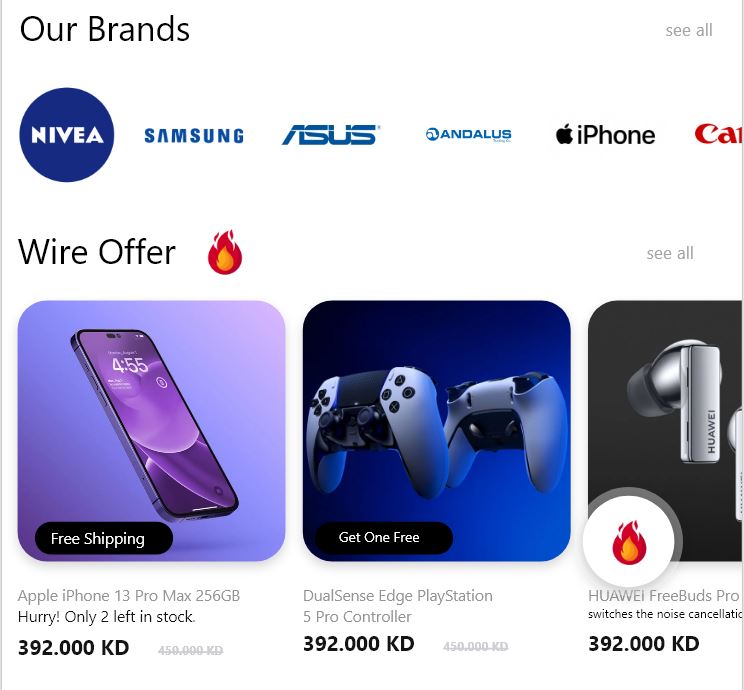 Our Brands
see all
NIVEA
SAMSUNG
ASUS
ANDALUS
Trading Co.
iPhone
Can
Wire Offer
see all
4:55
Free Shipping
Get One Free
HUAWEI
Apple iPhone 13 Pro Max 256GB
Hurry! Only 2 left in stock.
392.000 KD
450.000 KD
DualSense Edge PlayStation
5 Pro Controller
392.000 KD
450.000 KD
HUAWEI FreeBuds Pro
switches the noise cancellatio
392.000 KD